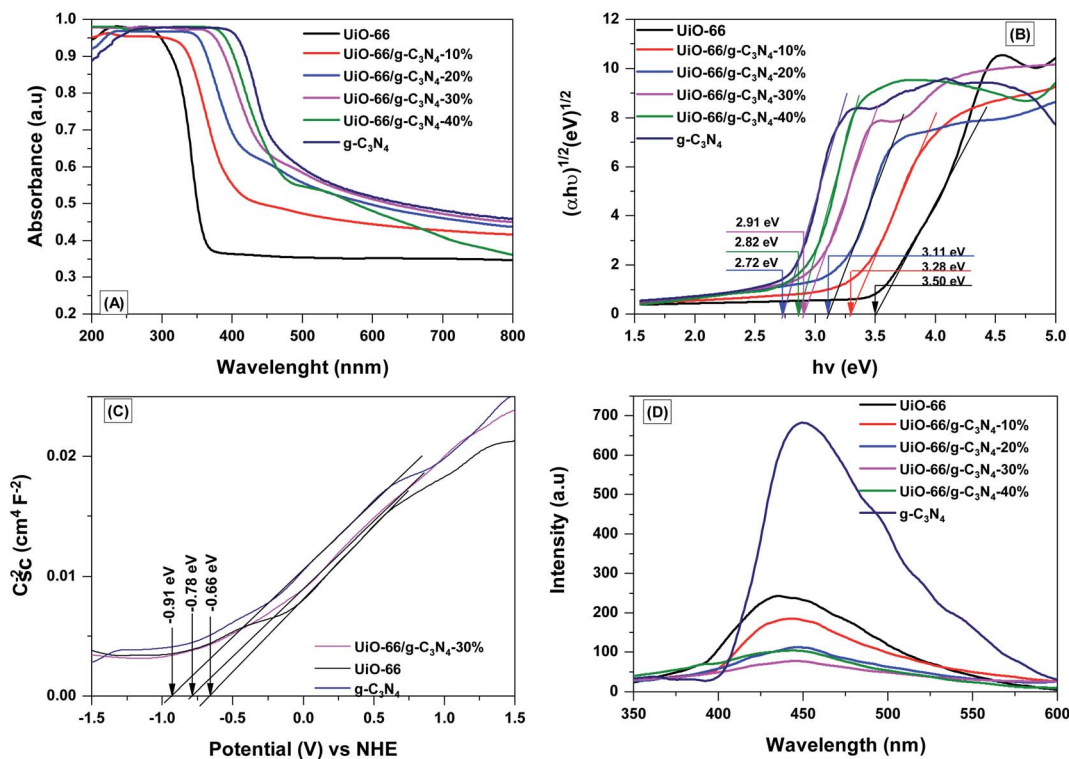 1.0
0.9
0.8
0.7
0.6
0.5
0.4
0.3
0.2
Absorbance (a.u)
UiO-66
UiO-66/g-C₃N₄-10%
UiO-66/g-C₃N₄-20%
UiO-66/g-C₃N₄-30%
UiO-66/g-C₃N₄-40%
g-C₃N₄
(A)
200 300 400 500 600 700 800
Wavelenght (nnm)
12
10
8
6
4
2
0
(αhυ)^1/2(eV)^1/2
UiO-66
UiO-66/g-C₃N₄-10%
UiO-66/g-C₃N₄-20%
UiO-66/g-C₃N₄-30%
UiO-66/g-C₃N₄-40%
g-C₃N₄
(B)
2.91 eV
2.82 eV
2.72 eV
3.11 eV
3.28 eV
3.50 eV
1.5 2.0 2.5 3.0 3.5 4.0 4.5 5.0
hv (eV)
(C)
0.02
0.01
0.00
C⁻²SC (cm⁴ F⁻²)
-0.91 eV
-0.78 eV
-0.66 eV
UiO-66/g-C₃N₄-30%
UiO-66
g-C₃N₄
-1.5 -1.0 -0.5 0.0 0.5 1.0 1.5
Potential (V) vs NHE
(D)
700
600
500
400
300
200
100
0
Intensity (a.u)
UiO-66
UiO-66/g-C₃N₄-10%
UiO-66/g-C₃N₄-20%
UiO-66/g-C₃N₄-30%
UiO-66/g-C₃N₄-40%
g-C₃N₄
350 400 450 500 550 600
Wavelength (nm)